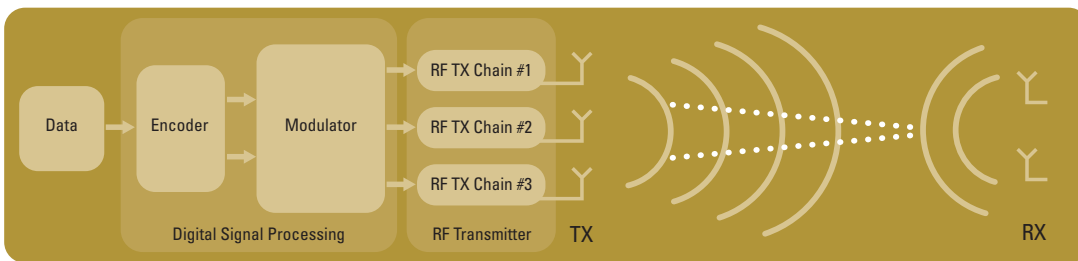 Data
Encoder
Modulator
RF TX Chain #1
RF TX Chain #2
RF TX Chain #3
Digital Signal Processing
RF Transmitter
TX
RX